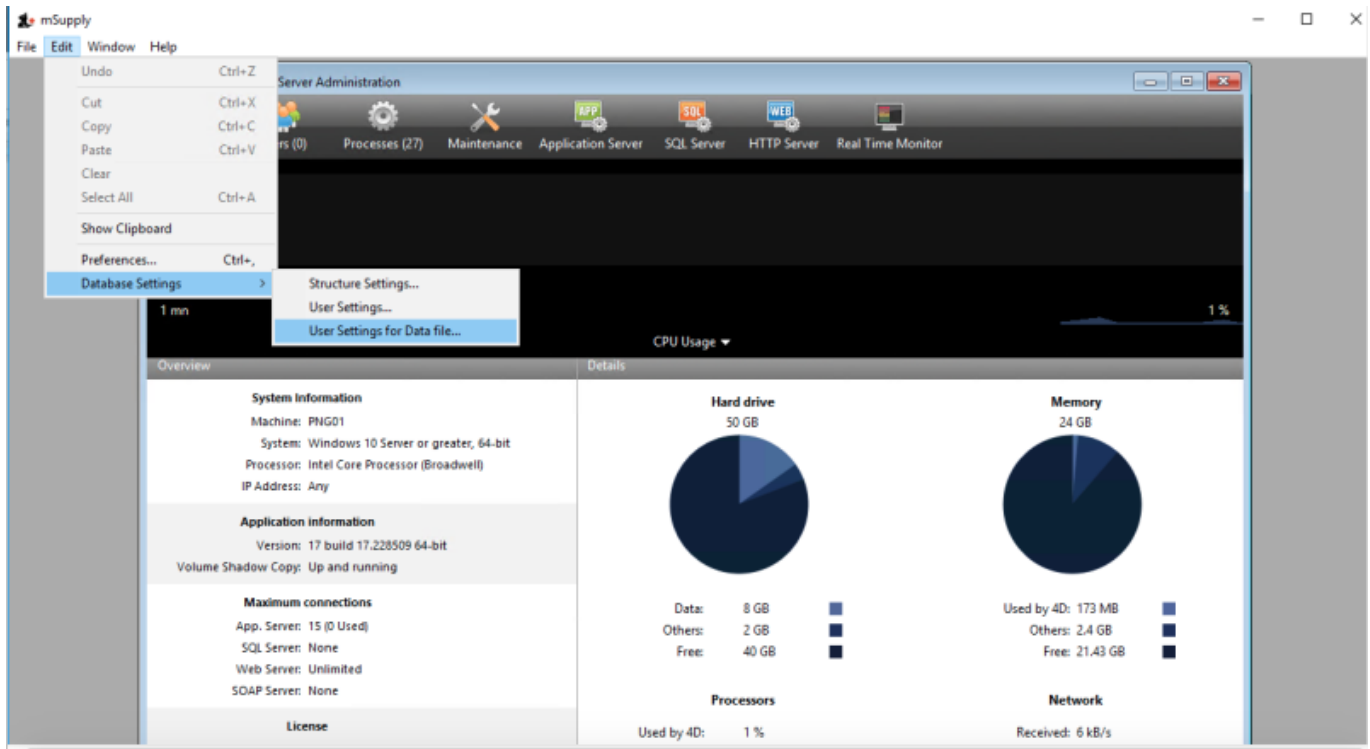 mSupply
File Edit Window Help
Undo Ctrl+Z
Cut Ctrl+X
Copy Ctrl+C
Paste Ctrl+V
Clear
Select All Ctrl+A
Show Clipboard
Preferences... Ctrl+,
Database Settings >
Structure Settings...
User Settings...
User Settings for Data file...
Server Administration
rs (0) Processes (27) Maintenance Application Server SQL Server HTTP Server Real Time Monitor
APP SQL WEB
1 mn 1 %
CPU Usage
Overview Details
System Information
Machine: PNG01
System: Windows 10 Server or greater, 64-bit
Processor: Intel Core Processor (Broadwell)
IP Address: Any
Application information
Version: 17 build 17.228509 64-bit
Volume Shadow Copy: Up and running
Maximum connections
App. Server: 15 (0 Used)
SQL Server: None
Web Server: Unlimited
SOAP Server: None
License
Hard drive
50 GB
Data: 8 GB
Others: 2 GB
Free: 40 GB
Memory
24 GB
Used by 4D: 173 MB
Others: 2.4 GB
Free: 21.43 GB
Processors
Used by 4D: 1 %
Network
Received: 6 kB/s